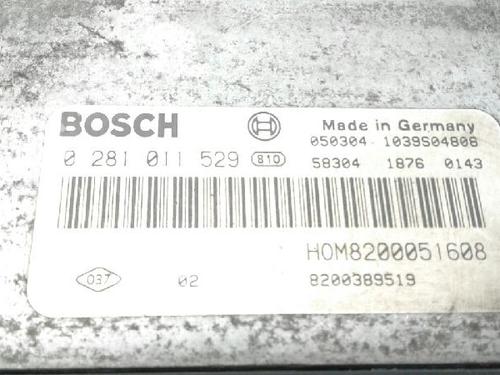 BOSCH
Made in Germany
050304 1039S04808
0 281 011 529 810
58304 1876 0143
HOM8200051608
037 02
8200389519